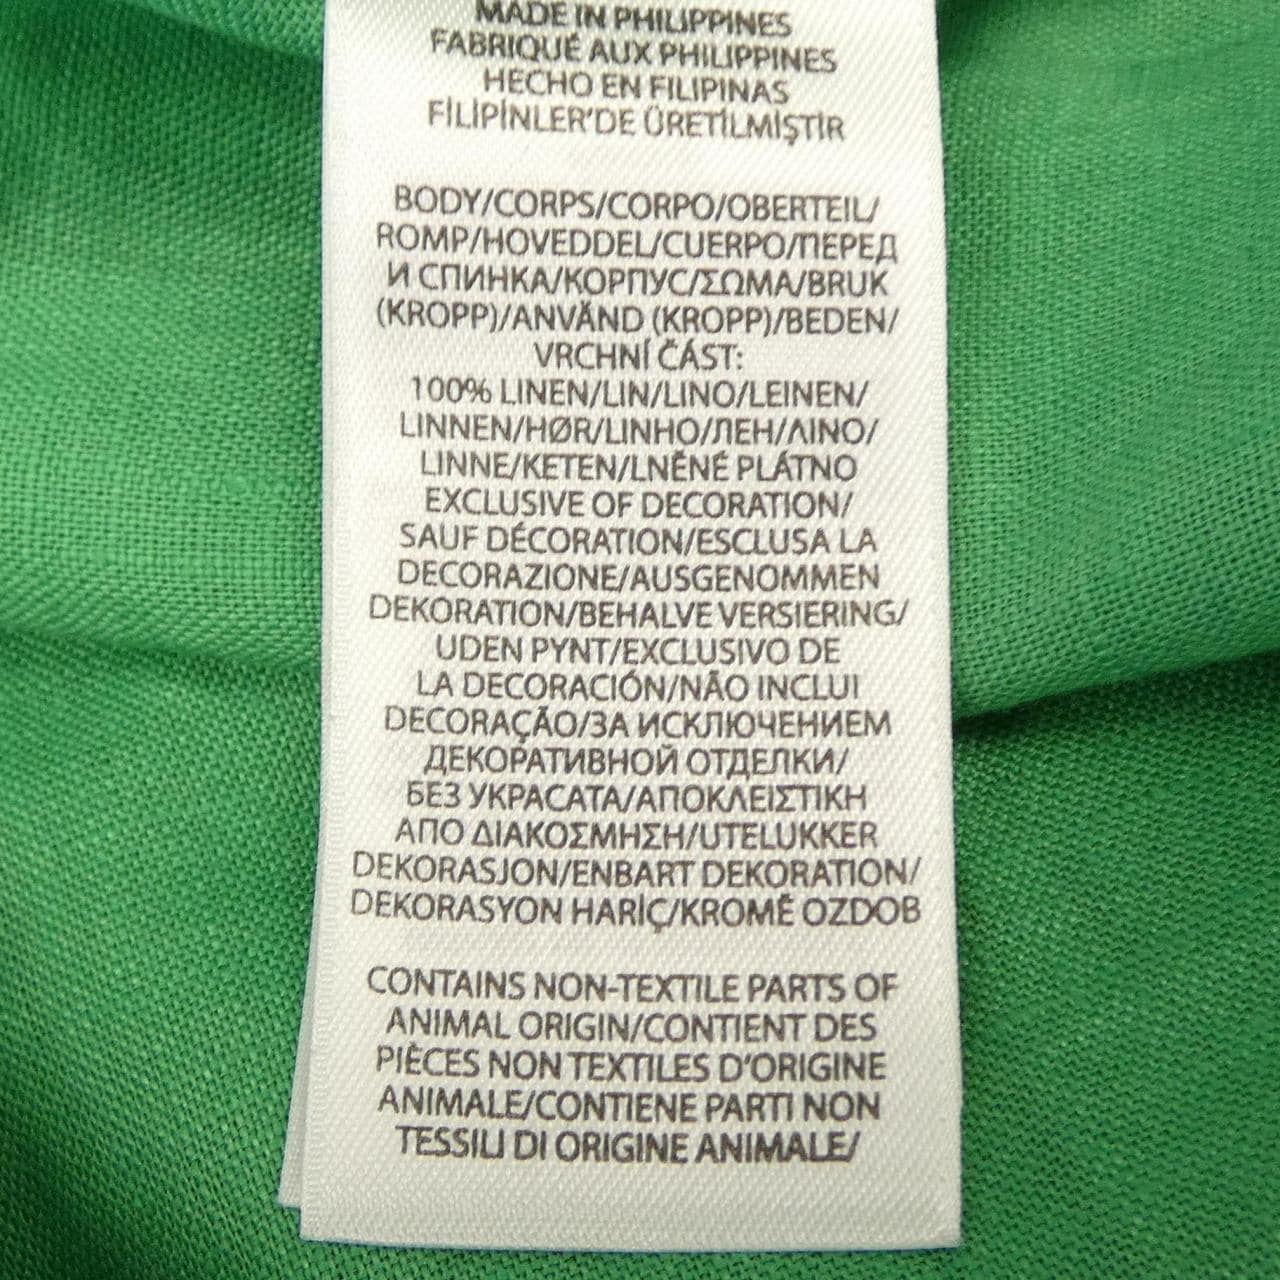 MADE IN PHILIPPINES
FABRIQUÉ AUX PHILIPPINES
HECHO EN FILIPINAS
FİLİPİNLER'DE ÜRETİLMİŞTİR
BODY/CORPS/CORPO/OBERTEIL/
ROMP/HOVEDDEL/CUERPO/ПЕРЕД
И СПИНКА/КОРПУС/ΣΩΜΑ/BRUK
(KROPP)/ANVÄND (KROPP)/BEDEN/
VRCHNÍ ČÁST:
100% LINEN/LIN/LINO/LEINEN/
LINNEN/HØR/LINHO/ЛЕН/ΛΙΝΟ/
LINNE/KETEN/LNĚNÉ PLÁTNO
EXCLUSIVE OF DECORATION/
SAUF DÉCORATION/ESCLUSA LA
DECORAZIONE/AUSGENOMMEN
DEKORATION/BEHALVE VERSIERING/
UDEN PYNT/EXCLUSIVO DE
LA DECORACIÓN/NÃO INCLUI
DECORAÇÃO/ЗА ИСКЛЮЧЕНИЕМ
ДЕКОРАТИВНОЙ ОТДЕЛКИ/
БЕЗ УКРАСАТА/ΑΠΟΚΛΕΙΣΤΙΚΗ
ΑΠΟ ΔΙΑΚΟΣΜΗΣΗ/UTELUKKER
DEKORASJON/ENBART DEKORATION/
DEKORASYON HARİÇ/KROMĚ OZDOB
CONTAINS NON-TEXTILE PARTS OF
ANIMAL ORIGIN/CONTIENT DES
PIÈCES NON TEXTILES D'ORIGINE
ANIMALE/CONTIENE PARTI NON
TESSILI DI ORIGINE ANIMALE/